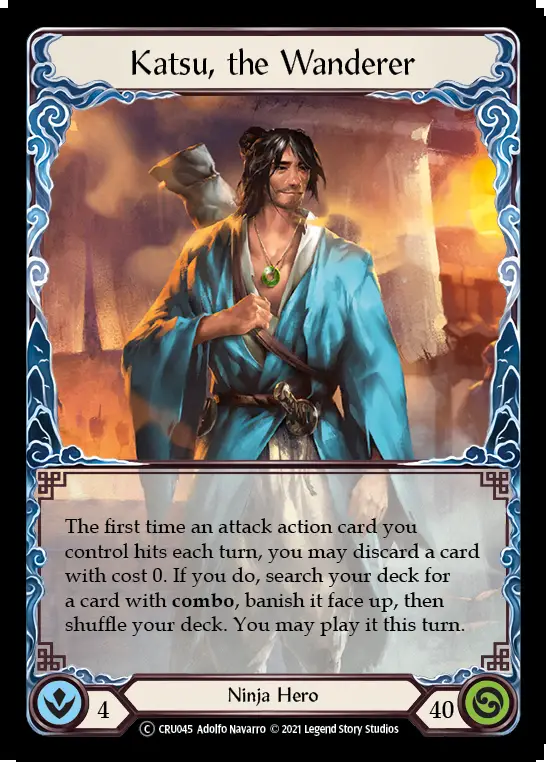 Katsu, the Wanderer
The first time an attack action card you
control hits each turn, you may discard a card
with cost 0. If you do, search your deck for
a card with combo, banish it face up, then
shuffle your deck. You may play it this turn.
4
Ninja Hero
40
C CRU045 Adolfo Navarro © 2021 Legend Story Studios